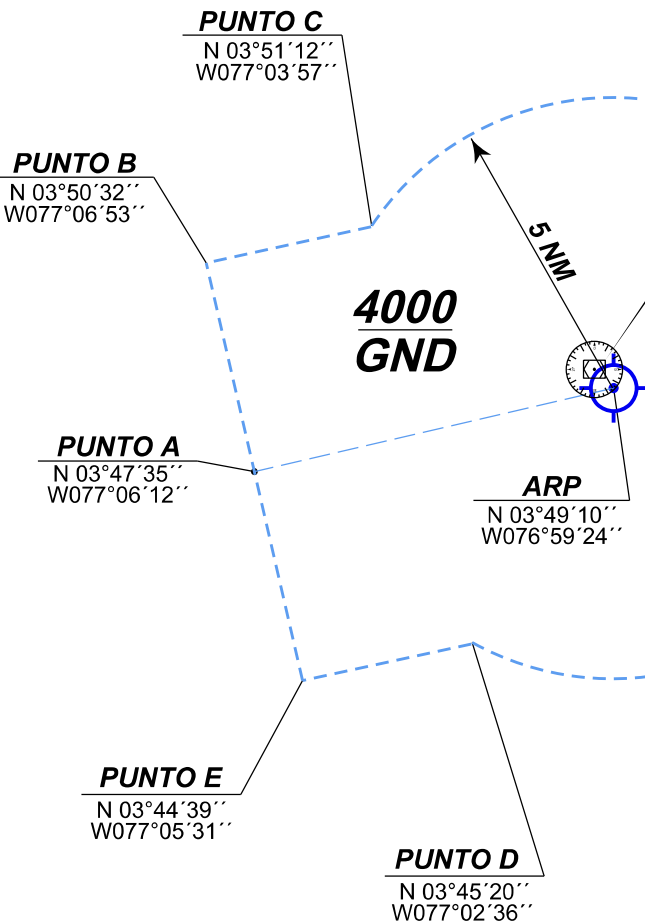 PUNTO C
N 03°51´12´´
W077°03´57´´
PUNTO B
N 03°50´32´´
W077°06´53´´
5 NM
4000
GND
PUNTO A
N 03°47´35´´
W077°06´12´´
ARP
N 03°49´10´´
W076°59´24´´
PUNTO E
N 03°44´39´´
W077°05´31´´
PUNTO D
N 03°45´20´´
W077°02´36´´